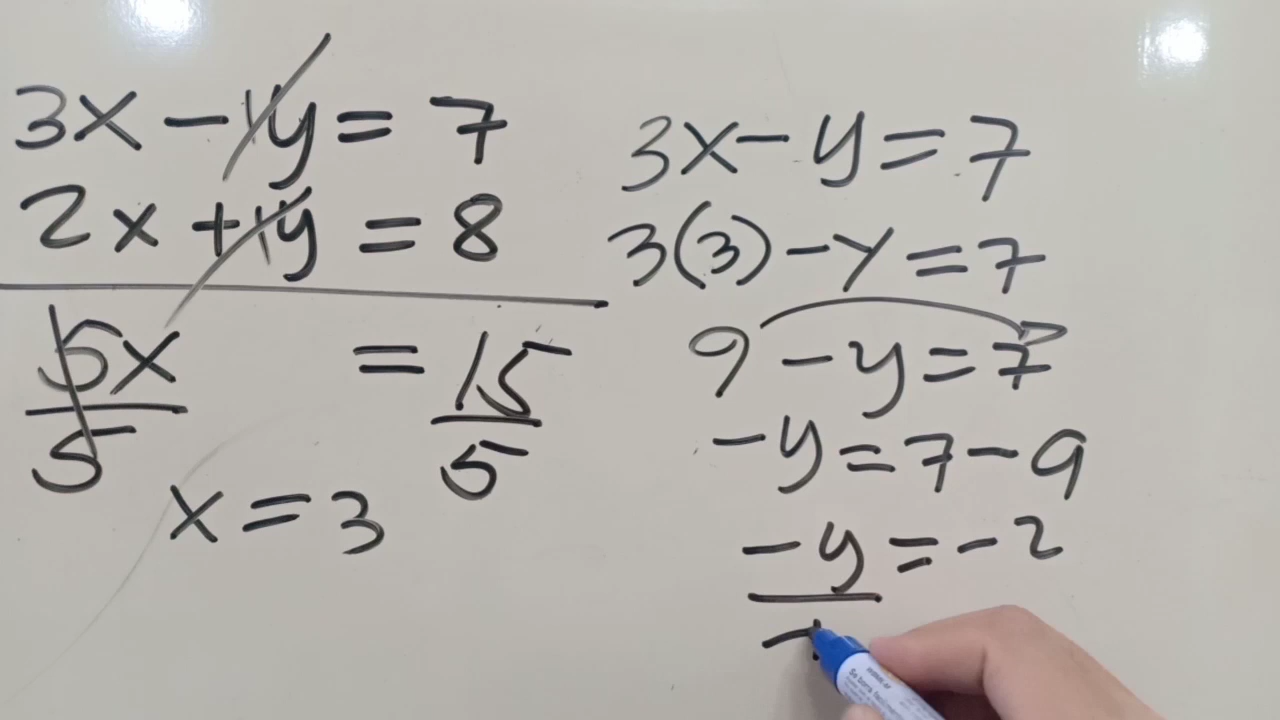 3x - 1y = 7
2x + 1y = 8
5x = 15
5 5
x = 3
3x - y = 7
3(3) - y = 7
9 - y = 7
- y = 7 - 9
- y = - 2
-